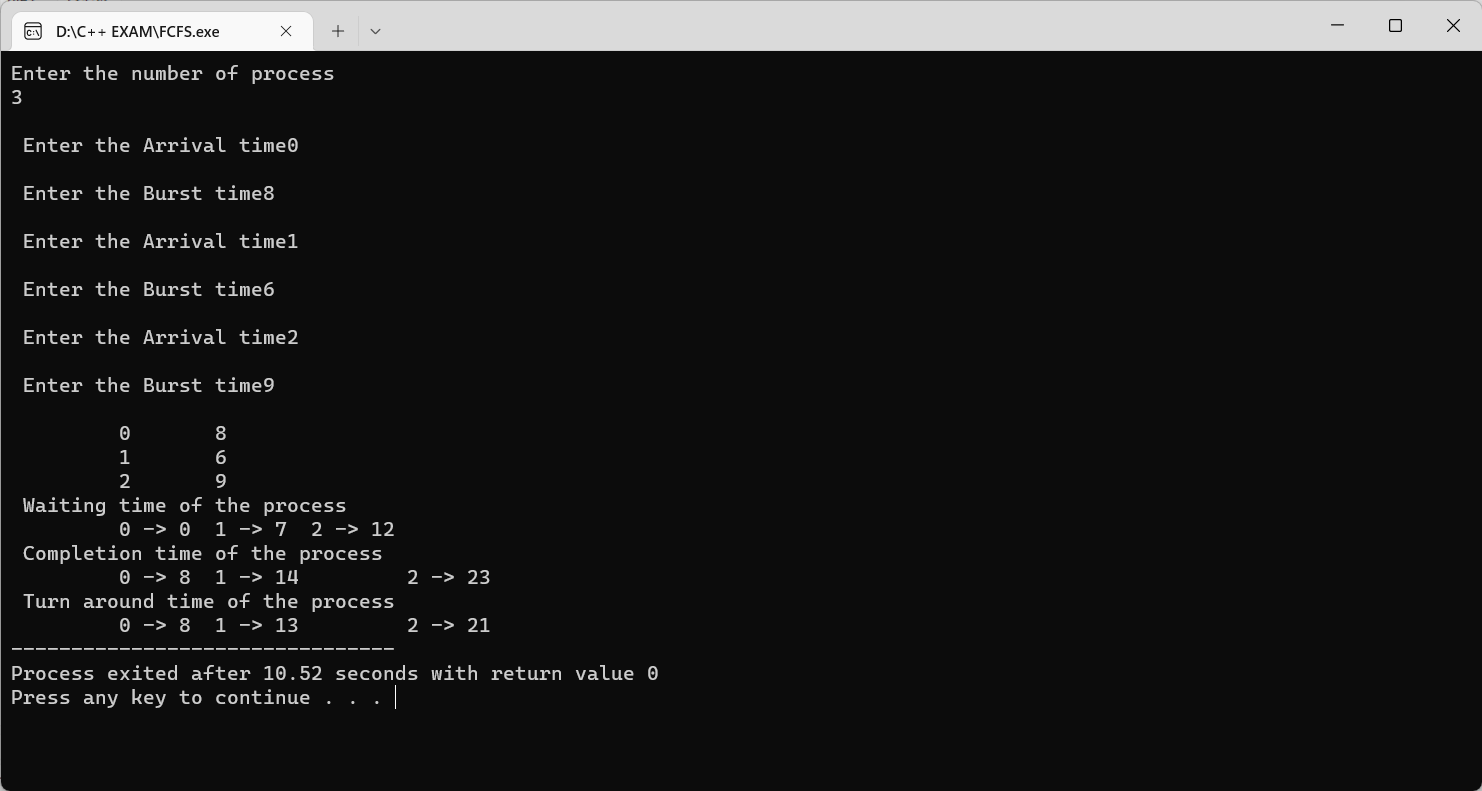 D:\C++ EXAM\FCFS.exe
Enter the number of process
3
Enter the Arrival time0
Enter the Burst time8
Enter the Arrival time1
Enter the Burst time6
Enter the Arrival time2
Enter the Burst time9
0 8
1 6
2 9
Waiting time of the process
0 -> 0 1 -> 7 2 -> 12
Completion time of the process
0 -> 8 1 -> 14 2 -> 23
Turn around time of the process
0 -> 8 1 -> 13 2 -> 21
--------------------------------
Process exited after 10.52 seconds with return value 0
Press any key to continue . . .